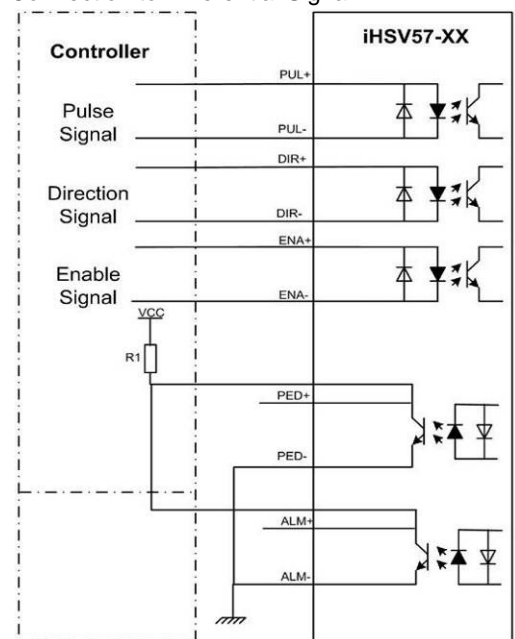 Controller
iHSV57-XX
PUL+
Pulse
Signal
PUL-
DIR+
Direction
Signal
DIR-
ENA+
Enable
Signal
ENA-
VCC
R1
PED+
PED-
ALM+
ALM-